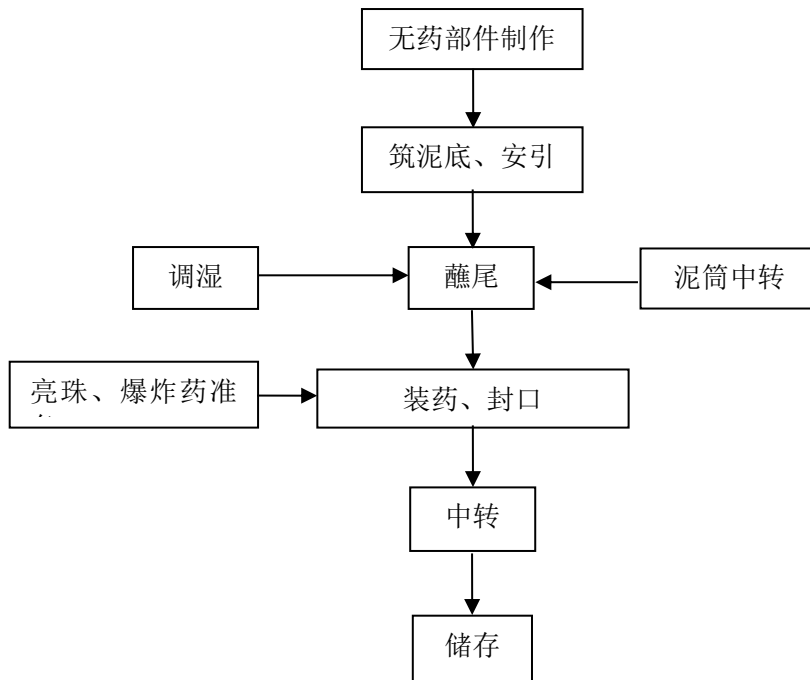 无药部件制作
筑泥底、安引
调湿
蘸尾
泥筒中转
亮珠、爆炸药准
装药、封口
中转
储存